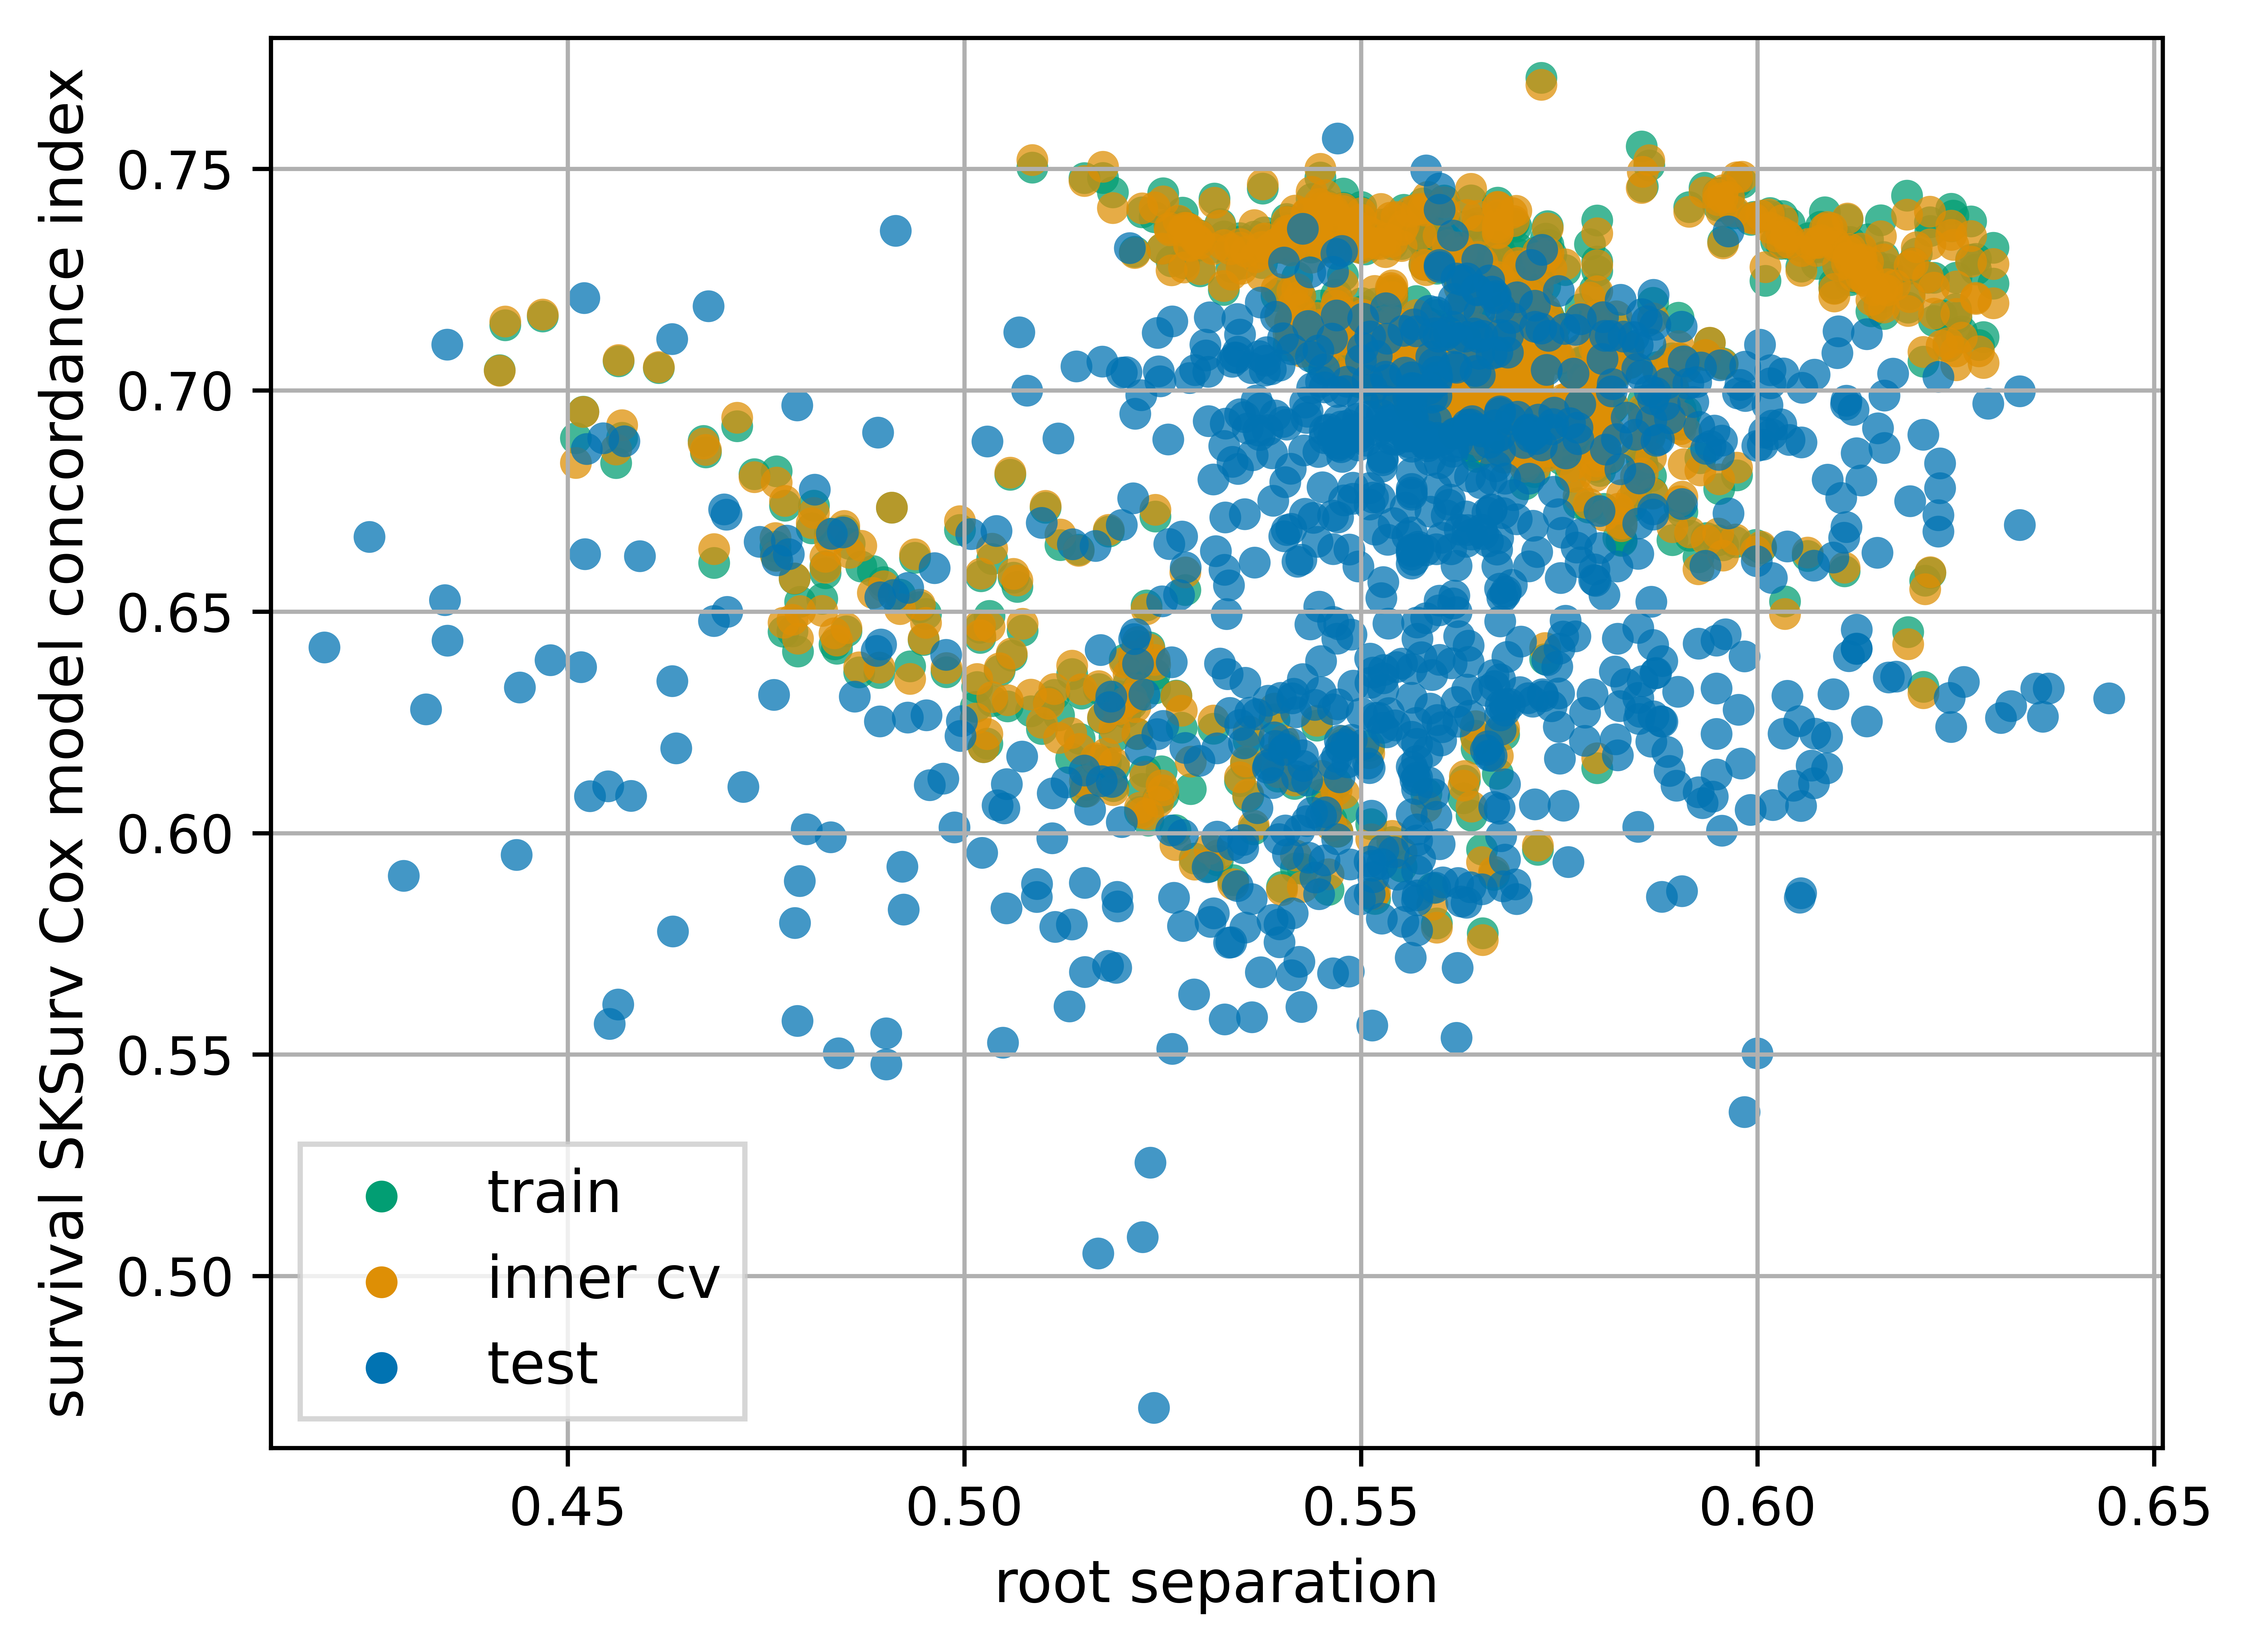 survival SKSurv Cox model concordance index
0.75
0.70
0.65
0.60
0.55
0.50
train
inner cv
test
0.45 0.50 0.55 0.60 0.65
root separation